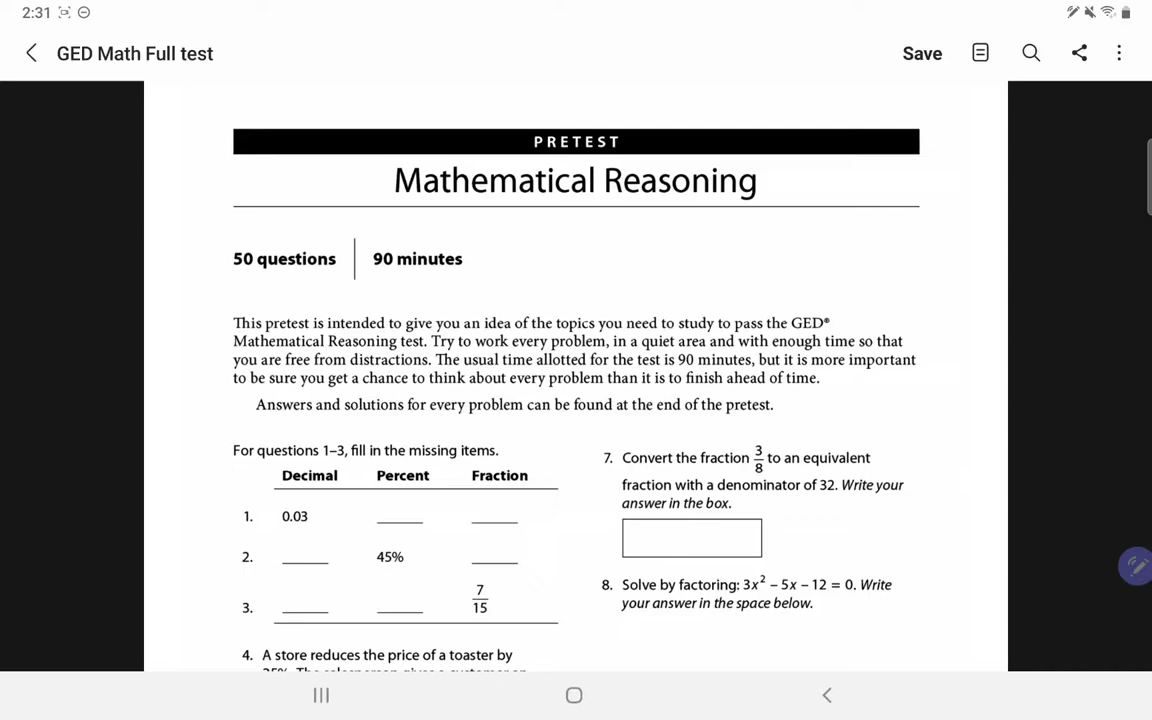 2:31
GED Math Full test
Save
PRETEST
Mathematical Reasoning
50 questions
90 minutes
This pretest is intended to give you an idea of the topics you need to study to pass the GED®
Mathematical Reasoning test. Try to work every problem, in a quiet area and with enough time so that
you are free from distractions. The usual time allotted for the test is 90 minutes, but it is more important
to be sure you get a chance to think about every problem than it is to finish ahead of time.
Answers and solutions for every problem can be found at the end of the pretest.
For questions 1–3, fill in the missing items.
Decimal Percent Fraction
1. 0.03 ______ ______
2. ______ 45% ______
3. ______ ______ 7/15
4. A store reduces the price of a toaster by
7. Convert the fraction 3/8 to an equivalent
fraction with a denominator of 32. Write your
answer in the box.
8. Solve by factoring: 3x² – 5x – 12 = 0. Write
your answer in the space below.